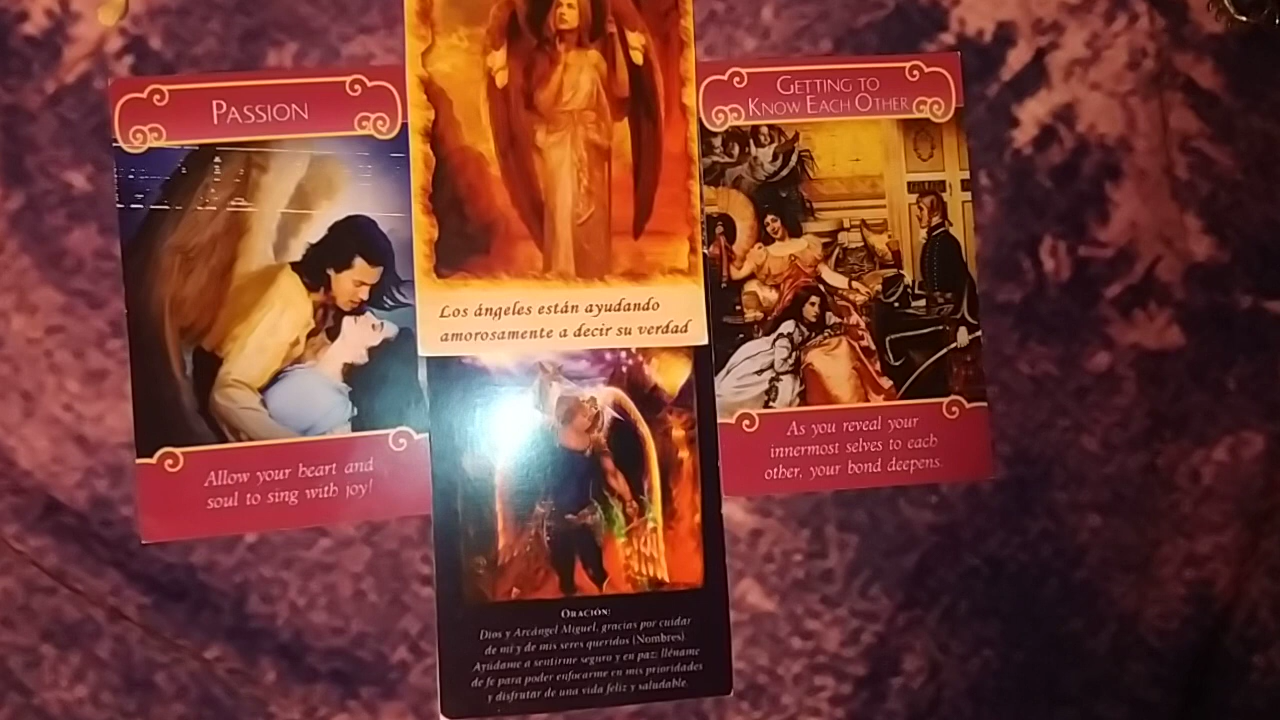 PASSION
Allow your heart and
soul to sing with joy!
Los ángeles están ayudando
amorosamente a decir su verdad
GETTING TO
KNOW EACH OTHER
As you reveal your
innermost selves to each
other, your bond deepens.
ORACIÓN:
Dios y Arcángel Miguel, gracias por cuidar
de mí y de mis seres queridos (Nombres)
Ayúdame a sentirme seguro y en paz; lléname
de fe para poder enfocarme en mis prioridades
y disfrutar de una vida feliz y saludable.